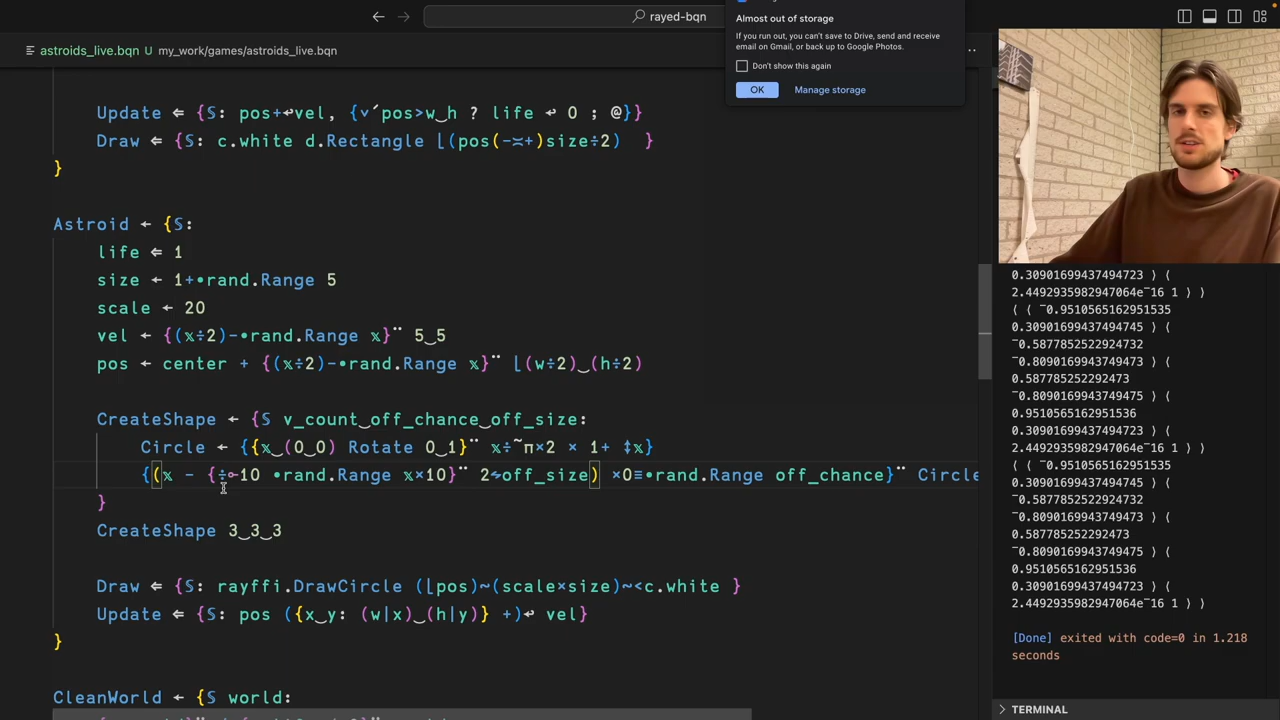 rayed-bqn
Almost out of storage
If you run out, you can't save to Drive, send and receive
email on Gmail, or back up to Google Photos.
Don't show this again
OK Manage storage
astroids_live.bqn U my_work/games/astroids_live.bqn
Update ⇐ {𝕊: pos+↩vel, {∨´pos>w‿h ? life ↩ 0 ; @}}
Draw ⇐ {𝕊: c.white d.Rectangle ⌊(pos(-≍+)size÷2) }
}
Astroid ← {𝕊:
life ⇐ 1
size ← 1+•rand.Range 5
scale ← 20
vel ← {(𝕩÷2)-•rand.Range 𝕩}¨ 5‿5
pos ← center + {(𝕩÷2)-•rand.Range 𝕩}¨ ⌊(w÷2)‿(h÷2)
CreateShape ← {𝕊 v_count‿off_chance‿off_size:
Circle ← {{𝕩‿(0‿0) Rotate 0‿1}¨ 𝕩÷˜π×2 × 1+ ↕𝕩}
{(𝕩 - {÷⟜10 •rand.Range 𝕩×10}¨ 2⥊off_size) ×0≡•rand.Range off_chance}¨ Circle
}
CreateShape 3‿3‿3
Draw ⇐ {𝕊: rayffi.DrawCircle (⌊pos)~(scale×size)~<c.white }
Update ⇐ {𝕊: pos ({x‿y: (w|x)‿(h|y)} +)↩ vel}
}
CleanWorld ← {𝕊 world:
0.30901699437494723 ⟩ ⟨
2.4492935982947064e¯16 1 ⟩ ⟩
⟨ ⟨ ¯0.9510565162951535
0.30901699437494745 ⟩ ⟨
¯0.5877852522924732
¯0.8090169943749473 ⟩ ⟨
0.587785252292473
¯0.8090169943749475 ⟩ ⟨
0.9510565162951536
0.30901699437494723 ⟩ ⟨
2.4492935982947064e¯16 1 ⟩ ⟩
⟨ ⟨ ¯0.9510565162951535
0.30901699437494745 ⟩ ⟨
¯0.5877852522924732
¯0.8090169943749473 ⟩ ⟨
0.587785252292473
¯0.8090169943749475 ⟩ ⟨
0.9510565162951536
0.30901699437494723 ⟩ ⟨
2.4492935982947064e¯16 1 ⟩ ⟩
[Done] exited with code=0 in 1.218
seconds
TERMINAL